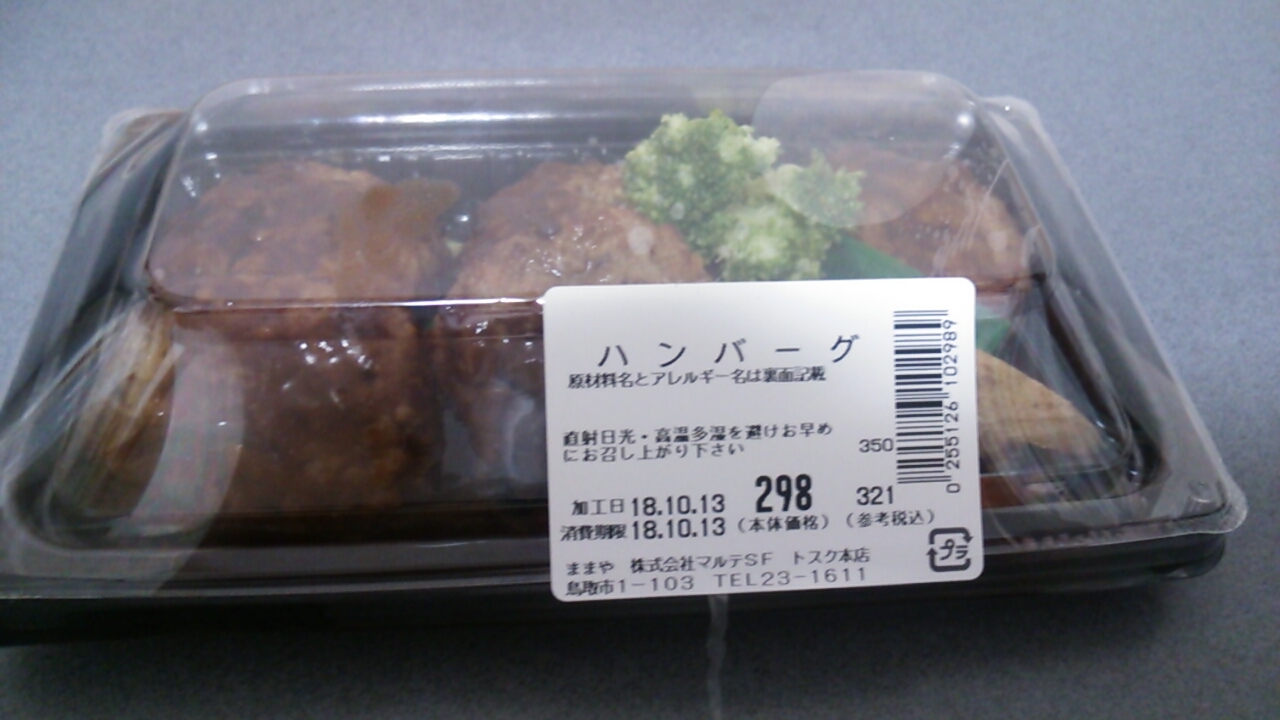 ハンバーグ
原材料名とアレルギー名は裏面記載
直射日光・高温多湿を避けお早め
にお召し上がり下さい
350
加工日 18.10.13 298 321
消費期限 18.10.13 (本体価格) (参考税込)
ままや 株式会社マルテSF トスク本店
鳥取市1-103 TEL23-1611
0255126102989
プラ